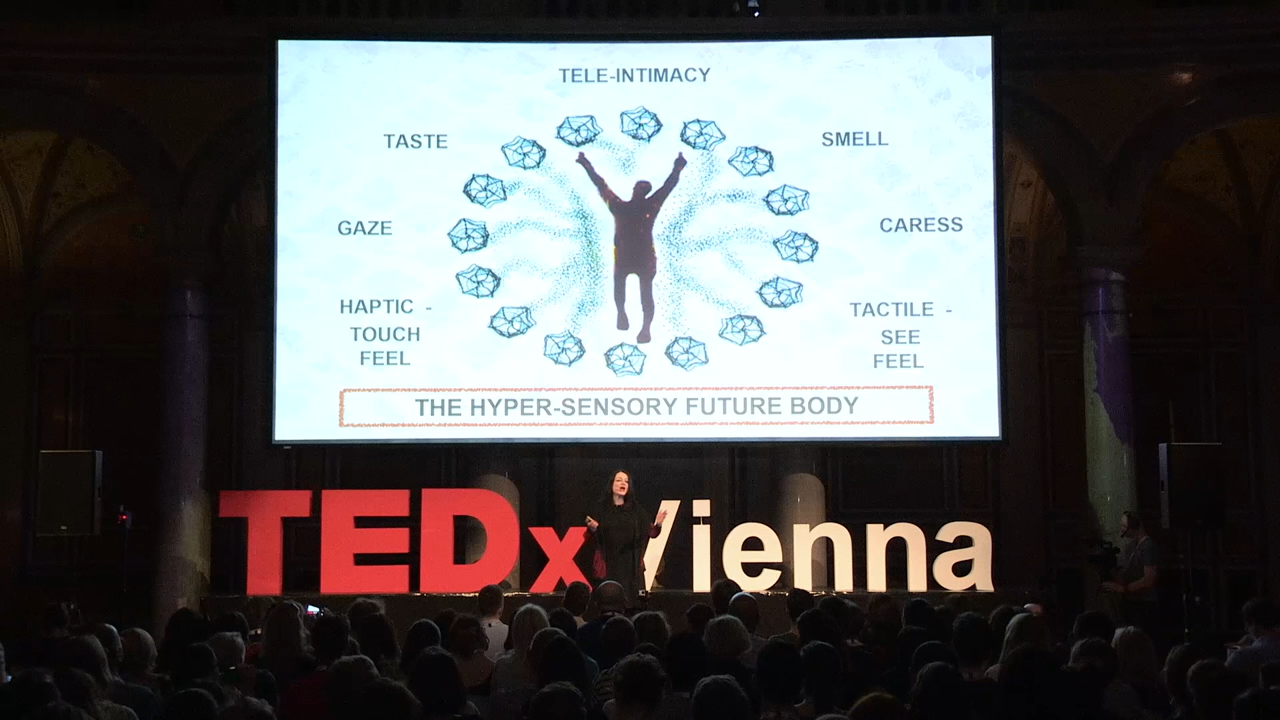 TELE-INTIMACY
TASTE
SMELL
GAZE
CARESS
HAPTIC -
TOUCH
FEEL
TACTILE -
SEE
FEEL
THE HYPER-SENSORY FUTURE BODY
TEDxVienna